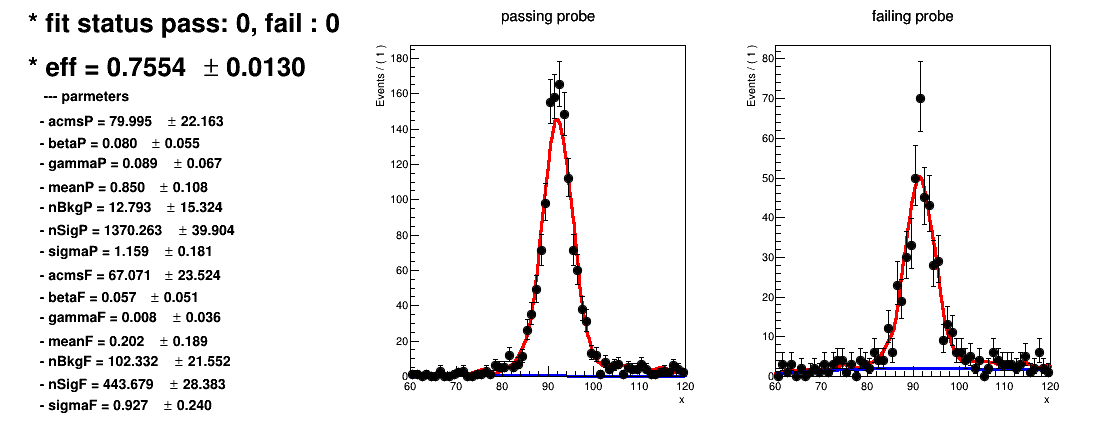 * fit status pass: 0, fail : 0
* eff = 0.7554 ± 0.0130
--- parmeters
- acmsP = 79.995 ± 22.163
- betaP = 0.080 ± 0.055
- gammaP = 0.089 ± 0.067
- meanP = 0.850 ± 0.108
- nBkgP = 12.793 ± 15.324
- nSigP = 1370.263 ± 39.904
- sigmaP = 1.159 ± 0.181
- acmsF = 67.071 ± 23.524
- betaF = 0.057 ± 0.051
- gammaF = 0.008 ± 0.036
- meanF = 0.202 ± 0.189
- nBkgF = 102.332 ± 21.552
- nSigF = 443.679 ± 28.383
- sigmaF = 0.927 ± 0.240
passing probe
Events / ( 1 )
180
160
140
120
100
80
60
40
20
0
60 70 80 90 100 110 120
x
failing probe
Events / ( 1 )
80
70
60
50
40
30
20
10
0
60 70 80 90 100 110 120
x